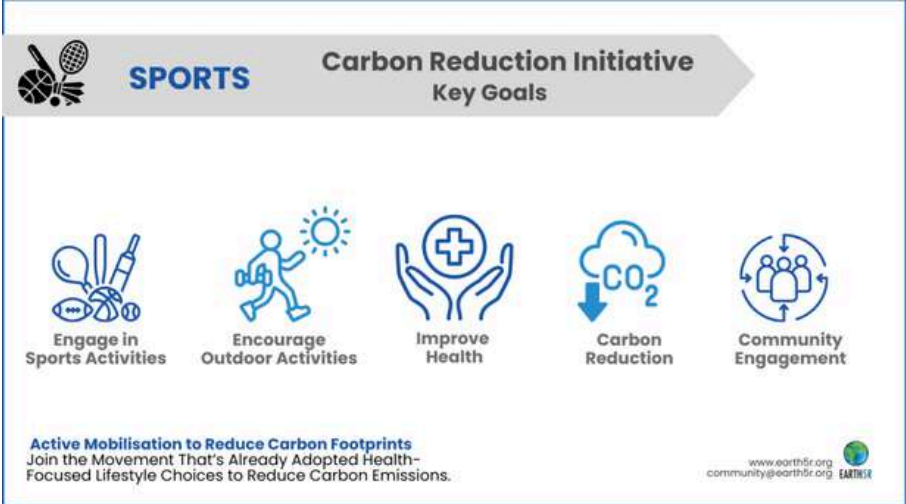 SPORTS
Carbon Reduction Initiative
Key Goals
Engage in
Sports Activities
Encourage
Outdoor Activities
Improve
Health
CO2
Carbon
Reduction
Community
Engagement
Active Mobilisation to Reduce Carbon Footprints
Join the Movement That's Already Adopted Health-
Focused Lifestyle Choices to Reduce Carbon Emissions.
www.earth5r.org
community@earth5r.org
EARTH5R